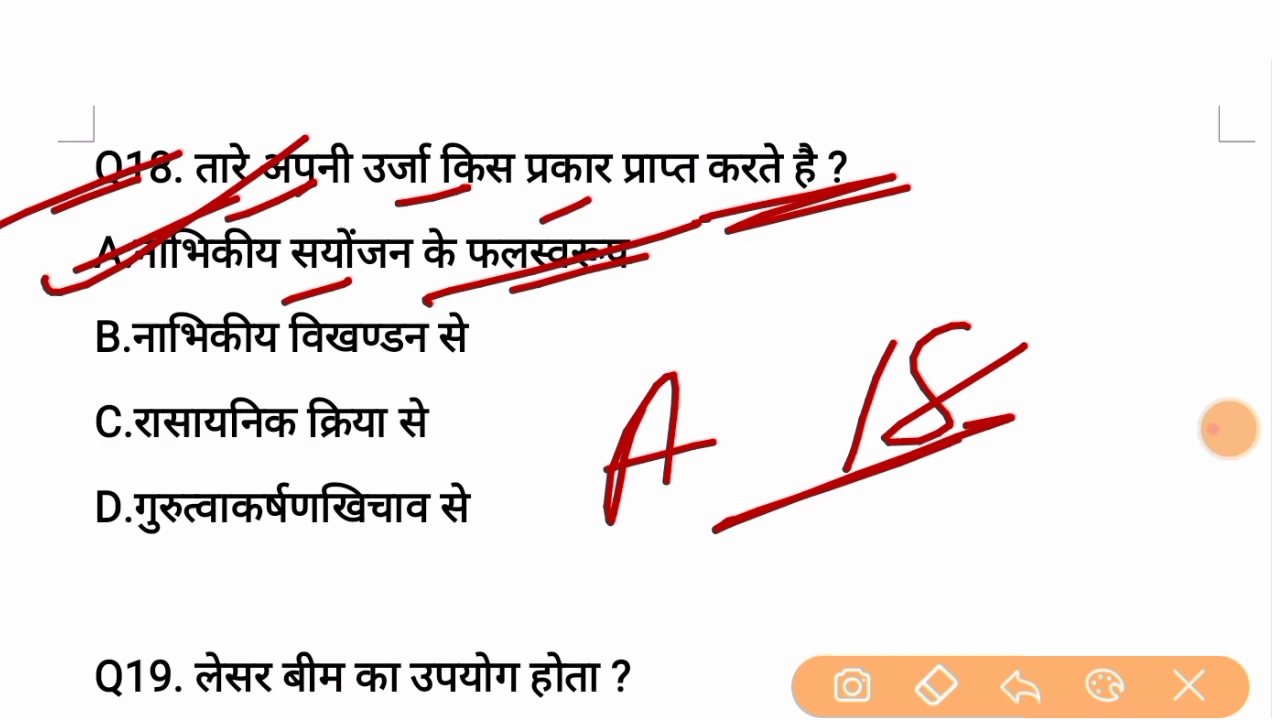 Q18. तारे अपनी उर्जा किस प्रकार प्राप्त करते है ?
A.नाभिकीय सयोंजन के फलस्वरूव
B.नाभिकीय विखण्डन से
C.रासायनिक क्रिया से
D.गुरुत्वाकर्षणखिचाव से
A 18
Q19. लेसर बीम का उपयोग होता ?